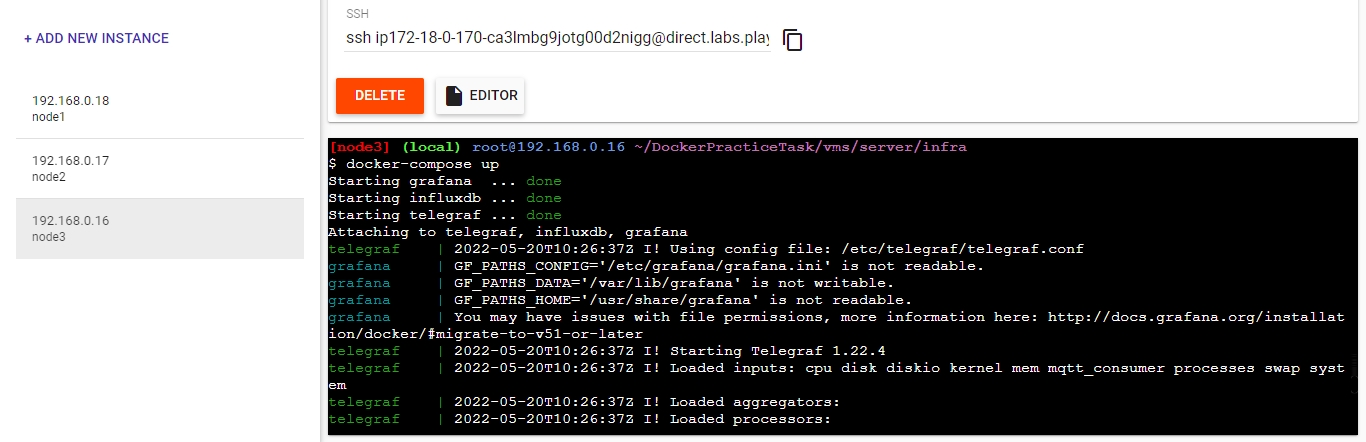 + ADD NEW INSTANCE
192.168.0.18
node1
192.168.0.17
node2
192.168.0.16
node3
SSH
ssh ip172-18-0-170-ca3lmbg9jotg00d2nigg@direct.labs.play
DELETE
EDITOR
[node3] (local) root@192.168.0.16 ~/DockerPracticeTask/vms/server/infra
$ docker-compose up
Starting grafana  ... done
Starting influxdb ... done
Starting telegraf ... done
Attaching to telegraf, influxdb, grafana
telegraf    | 2022-05-20T10:26:37Z I! Using config file: /etc/telegraf/telegraf.conf
grafana     | GF_PATHS_CONFIG='/etc/grafana/grafana.ini' is not readable.
grafana     | GF_PATHS_DATA='/var/lib/grafana' is not writable.
grafana     | GF_PATHS_HOME='/usr/share/grafana' is not readable.
grafana     | You may have issues with file permissions, more information here: http://docs.grafana.org/installat
ion/docker/#migrate-to-v51-or-later
telegraf    | 2022-05-20T10:26:37Z I! Starting Telegraf 1.22.4
telegraf    | 2022-05-20T10:26:37Z I! Loaded inputs: cpu disk diskio kernel mem mqtt_consumer processes swap syst
em
telegraf    | 2022-05-20T10:26:37Z I! Loaded aggregators:
telegraf    | 2022-05-20T10:26:37Z I! Loaded processors: